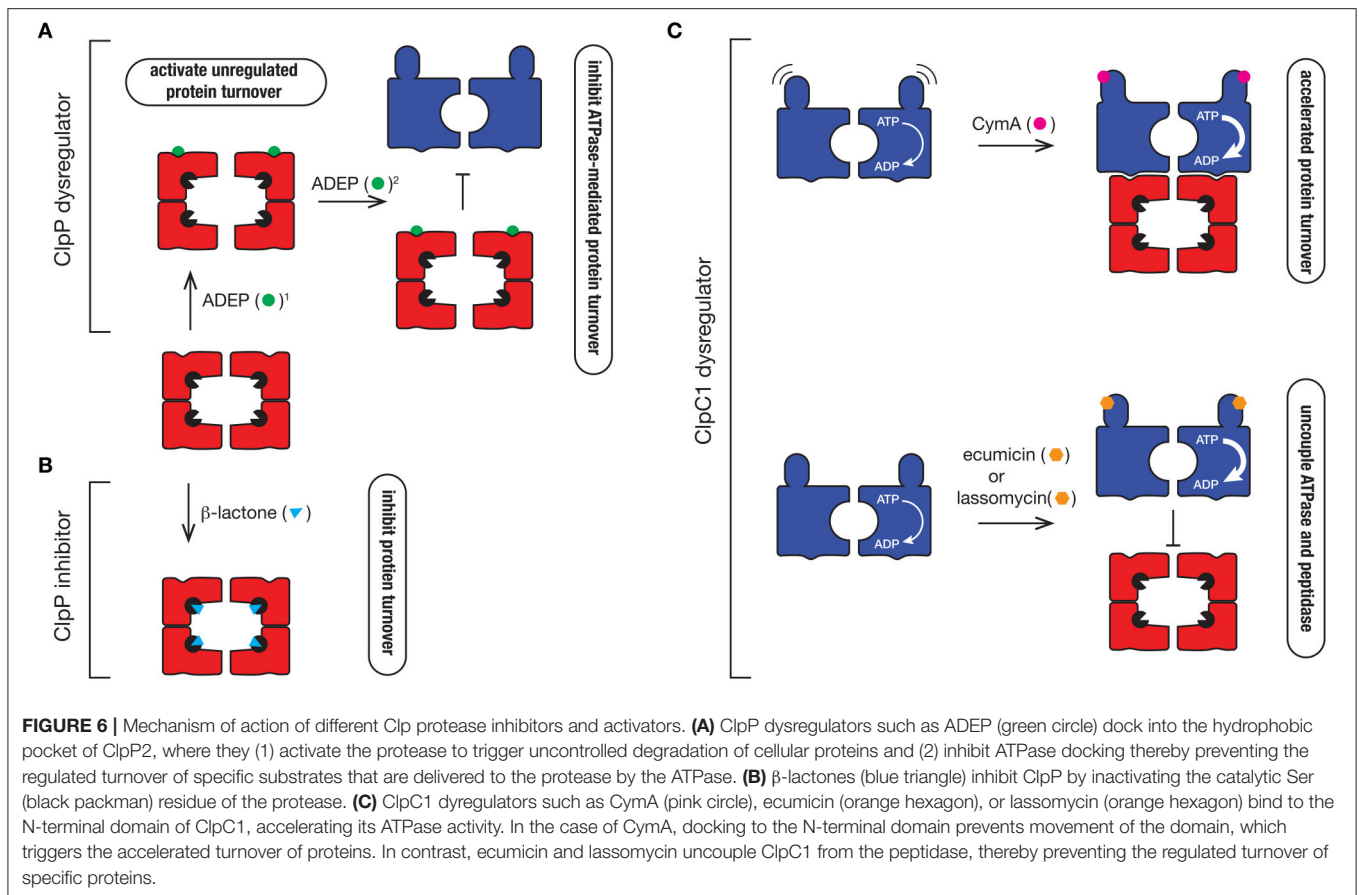 A
ClpP dysregulator
activate unregulated
protein turnover
ADEP (●)²
ADEP (●)¹
inhibit ATPase-mediated protein turnover
B
ClpP inhibitor
β-lactone (▼)
inhibit protien turnover
C
ClpC1 dysregulator
ATP
ADP
CymA (●)
ATP
ADP
accelerated protein turnover
ATP
ADP
ecumicin (⬢)
or
lassomycin(⬢)
ATP
ADP
uncouple ATPase and peptidase
FIGURE 6 | Mechanism of action of different Clp protease inhibitors and activators. (A) ClpP dysregulators such as ADEP (green circle) dock into the hydrophobic
pocket of ClpP2, where they (1) activate the protease to trigger uncontrolled degradation of cellular proteins and (2) inhibit ATPase docking thereby preventing the
regulated turnover of specific substrates that are delivered to the protease by the ATPase. (B) β-lactones (blue triangle) inhibit ClpP by inactivating the catalytic Ser
(black packman) residue of the protease. (C) ClpC1 dyregulators such as CymA (pink circle), ecumicin (orange hexagon), or lassomycin (orange hexagon) bind to the
N-terminal domain of ClpC1, accelerating its ATPase activity. In the case of CymA, docking to the N-terminal domain prevents movement of the domain, which
triggers the accelerated turnover of proteins. In contrast, ecumicin and lassomycin uncouple ClpC1 from the peptidase, thereby preventing the regulated turnover of
specific proteins.